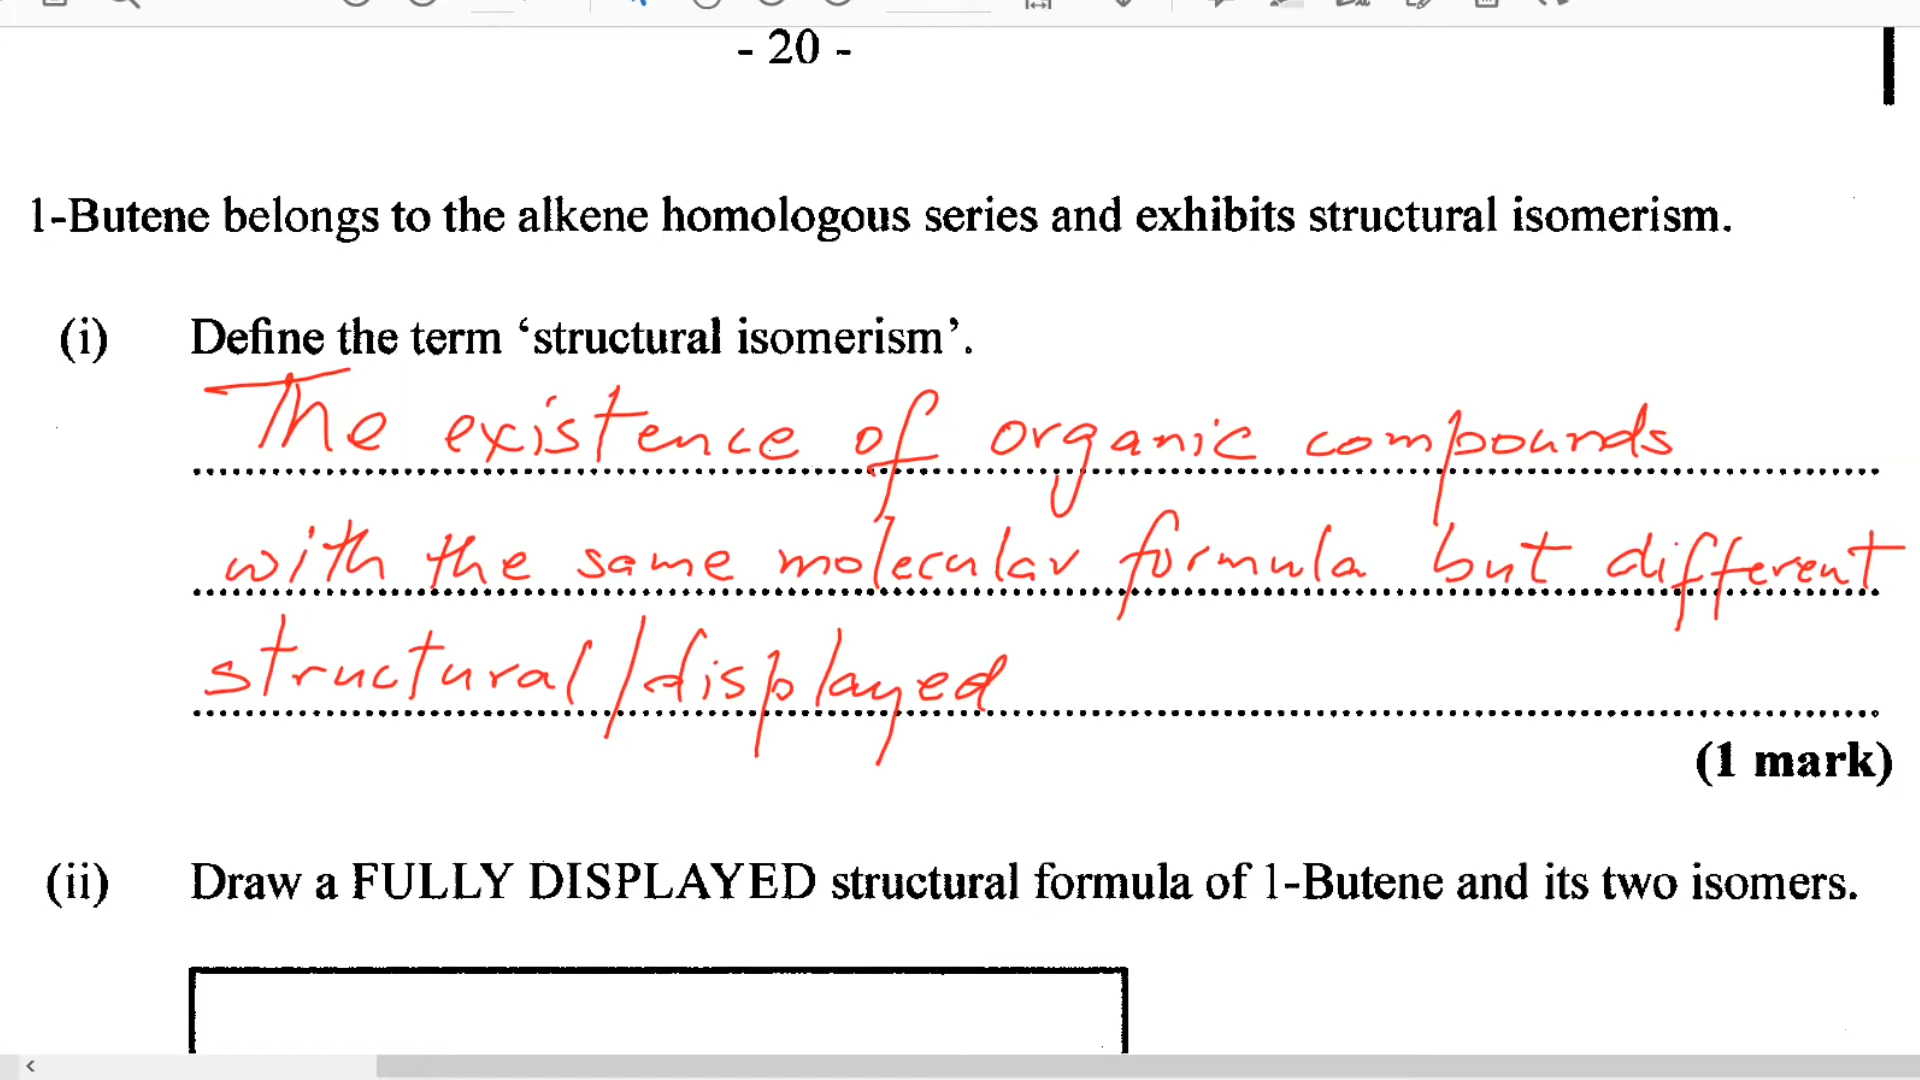 - 20 -
1-Butene belongs to the alkene homologous series and exhibits structural isomerism.
(i) Define the term ‘structural isomerism’.
The existence of organic compounds
with the same molecular formula but different
structural/displayed
(1 mark)
(ii) Draw a FULLY DISPLAYED structural formula of 1-Butene and its two isomers.